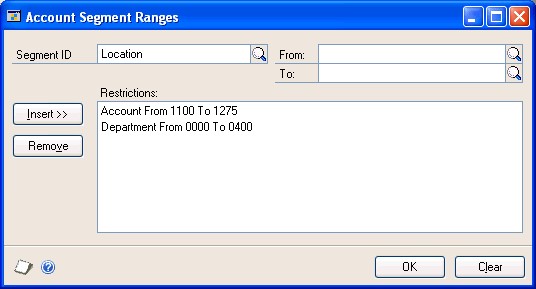 Account Segment Ranges
Segment ID Location From:
To:
Restrictions:
Insert >>
Account From 1100 To 1275
Department From 0000 To 0400
Remove
OK Clear